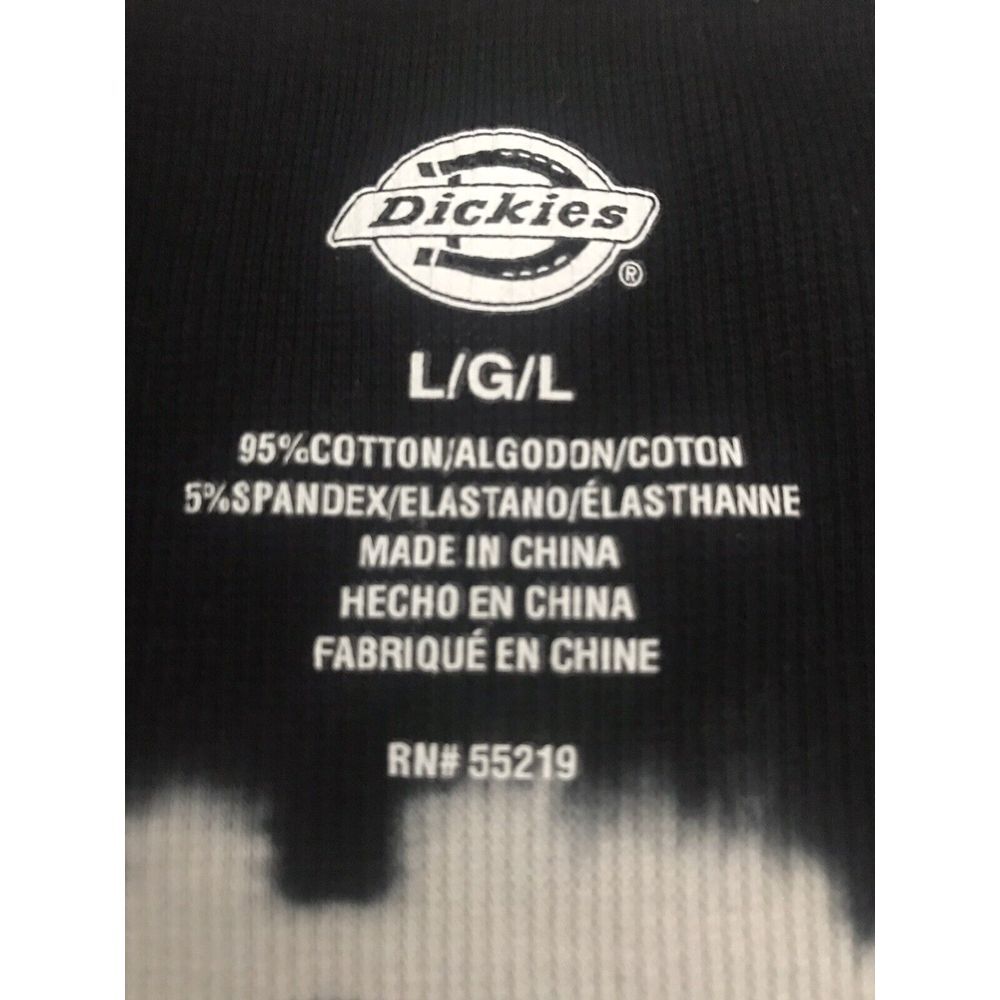 Dickies
®
L/G/L
95%COTTON/ALGODON/COTON
5%SPANDEX/ELASTANO/ÉLASTHANNE
MADE IN CHINA
HECHO EN CHINA
FABRIQUÉ EN CHINE
RN# 55219